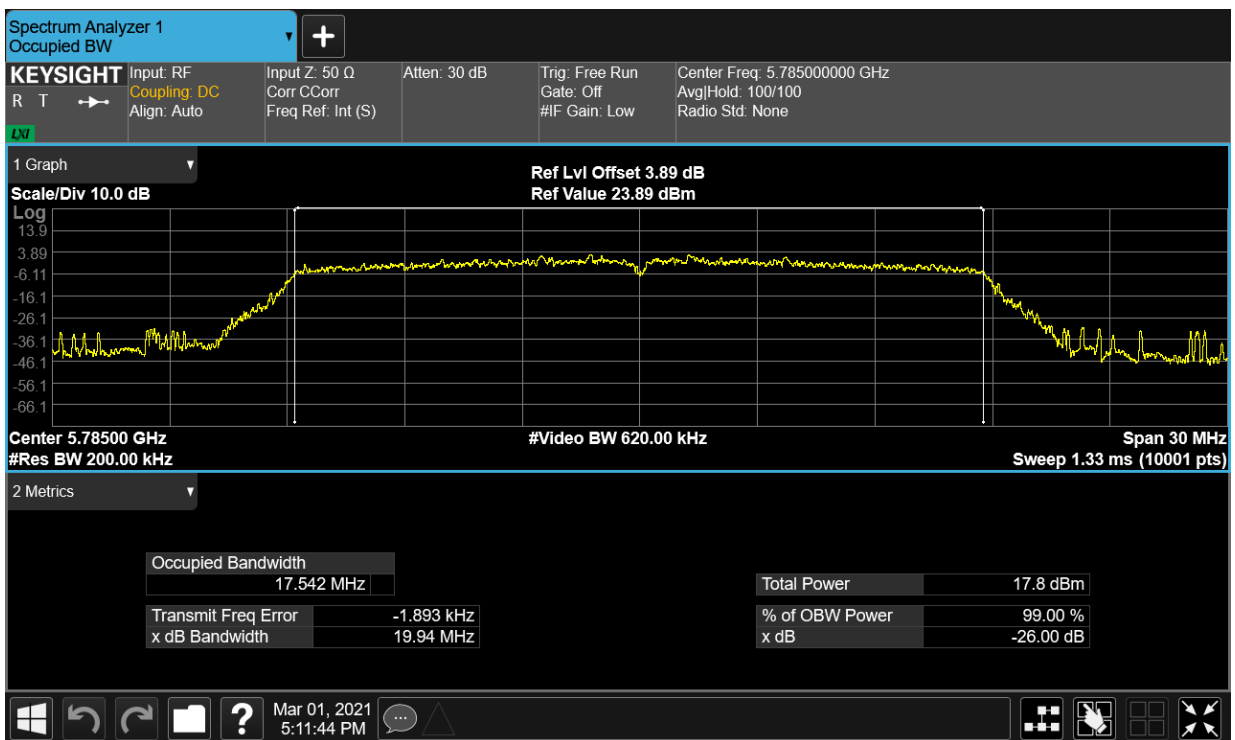 Spectrum Analyzer 1
Occupied BW
KEYSIGHT
R T
LXI
Input: RF
Coupling: DC
Align: Auto
Input Z: 50 Ω
Corr CCorr
Freq Ref: Int (S)
Atten: 30 dB
Trig: Free Run
Gate: Off
#IF Gain: Low
Center Freq: 5.785000000 GHz
Avg|Hold: 100/100
Radio Std: None
1 Graph
Ref Lvl Offset 3.89 dB
Scale/Div 10.0 dB
Ref Value 23.89 dBm
Log
13.9
3.89
-6.11
-16.1
-26.1
-36.1
-46.1
-56.1
-66.1
Center 5.78500 GHz
#Video BW 620.00 kHz
Span 30 MHz
#Res BW 200.00 kHz
Sweep 1.33 ms (10001 pts)
2 Metrics
Occupied Bandwidth
17.542 MHz
Total Power 17.8 dBm
Transmit Freq Error -1.893 kHz
% of OBW Power 99.00 %
x dB Bandwidth 19.94 MHz
x dB -26.00 dB
?
Mar 01, 2021
5:11:44 PM